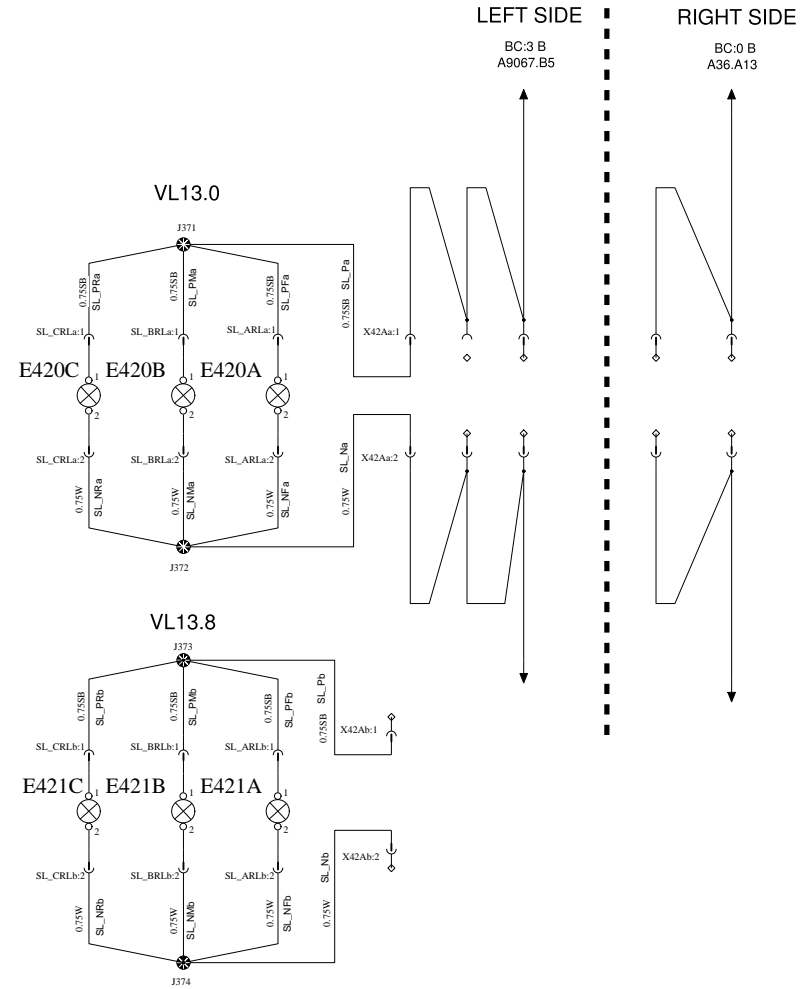 LEFT SIDE
RIGHT SIDE
BC:3 B
A9067.B5
BC:0 B
A36.A13
VL13.0
J371
0.75SB
SL_PRa
0.75SB
SL_PMa
0.75SB
SL_PFa
0.75SB
SL_Pa
SL_CRLa:1
SL_BRLa:1
SL_ARLa:1
X42Aa:1
E420C
1
2
E420B
1
2
E420A
1
2
SL_CRLa:2
SL_BRLa:2
SL_ARLa:2
X42Aa:2
0.75W
SL_NRa
0.75W
SL_NMa
0.75W
SL_NFa
0.75W
SL_Na
J372
VL13.8
J373
0.75SB
SL_PRb
0.75SB
SL_PMb
0.75SB
SL_PFb
0.75SB
SL_Pb
SL_CRLb:1
SL_BRLb:1
SL_ARLb:1
X42Ab:1
E421C
1
2
E421B
1
2
E421A
1
2
SL_CRLb:2
SL_BRLb:2
SL_ARLb:2
X42Ab:2
0.75W
SL_NRb
0.75W
SL_NMb
0.75W
SL_NFb
0.75W
SL_Nb
J374